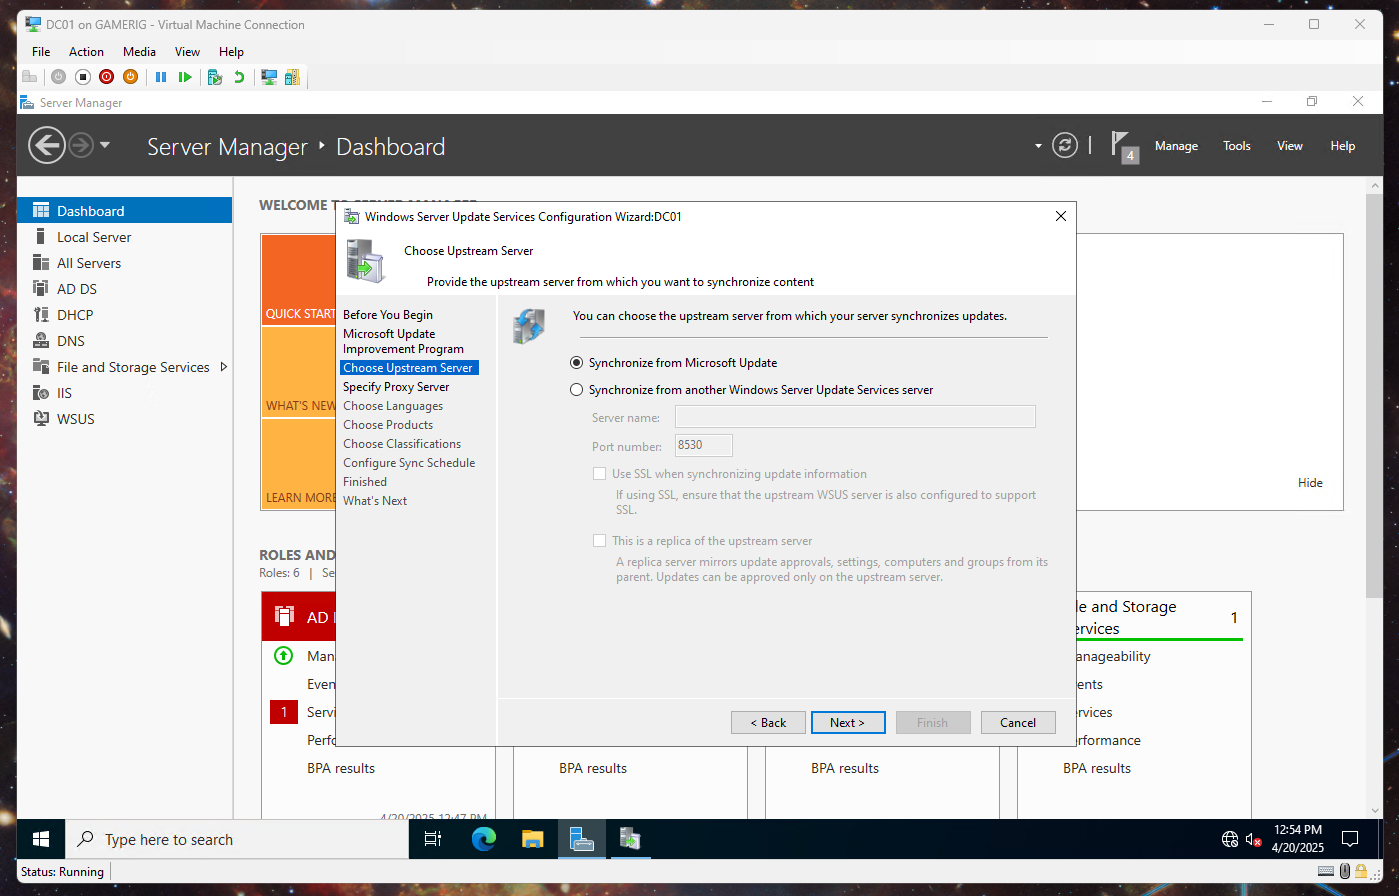 DC01 on GAMERIG - Virtual Machine Connection
File Action Media View Help
Server Manager
Server Manager ‣ Dashboard
4
Manage Tools View Help
Dashboard
Local Server
All Servers
AD DS
DHCP
DNS
File and Storage Services
IIS
WSUS
WELCOME TO SERVER MANAGER
QUICK START
WHAT'S NEW
LEARN MORE
Hide
Windows Server Update Services Configuration Wizard:DC01
Choose Upstream Server
Provide the upstream server from which you want to synchronize content
Before You Begin
Microsoft Update
Improvement Program
Choose Upstream Server
Specify Proxy Server
Choose Languages
Choose Products
Choose Classifications
Configure Sync Schedule
Finished
What's Next
You can choose the upstream server from which your server synchronizes updates.
Synchronize from Microsoft Update
Synchronize from another Windows Server Update Services server
Server name:
Port number: 8530
Use SSL when synchronizing update information
If using SSL, ensure that the upstream WSUS server is also configured to support
SSL.
This is a replica of the upstream server
A replica server mirrors update approvals, settings, computers and groups from its
parent. Updates can be approved only on the upstream server.
< Back Next > Finish Cancel
ROLES AND
Roles: 6 | Se
AD
Man
Even
1 Servi
Perfo
BPA results
4/20/2025 12:47 PM
BPA results
BPA results
le and Storage
ervices
1
anageability
ents
ervices
erformance
BPA results
Type here to search
12:54 PM
4/20/2025
Status: Running